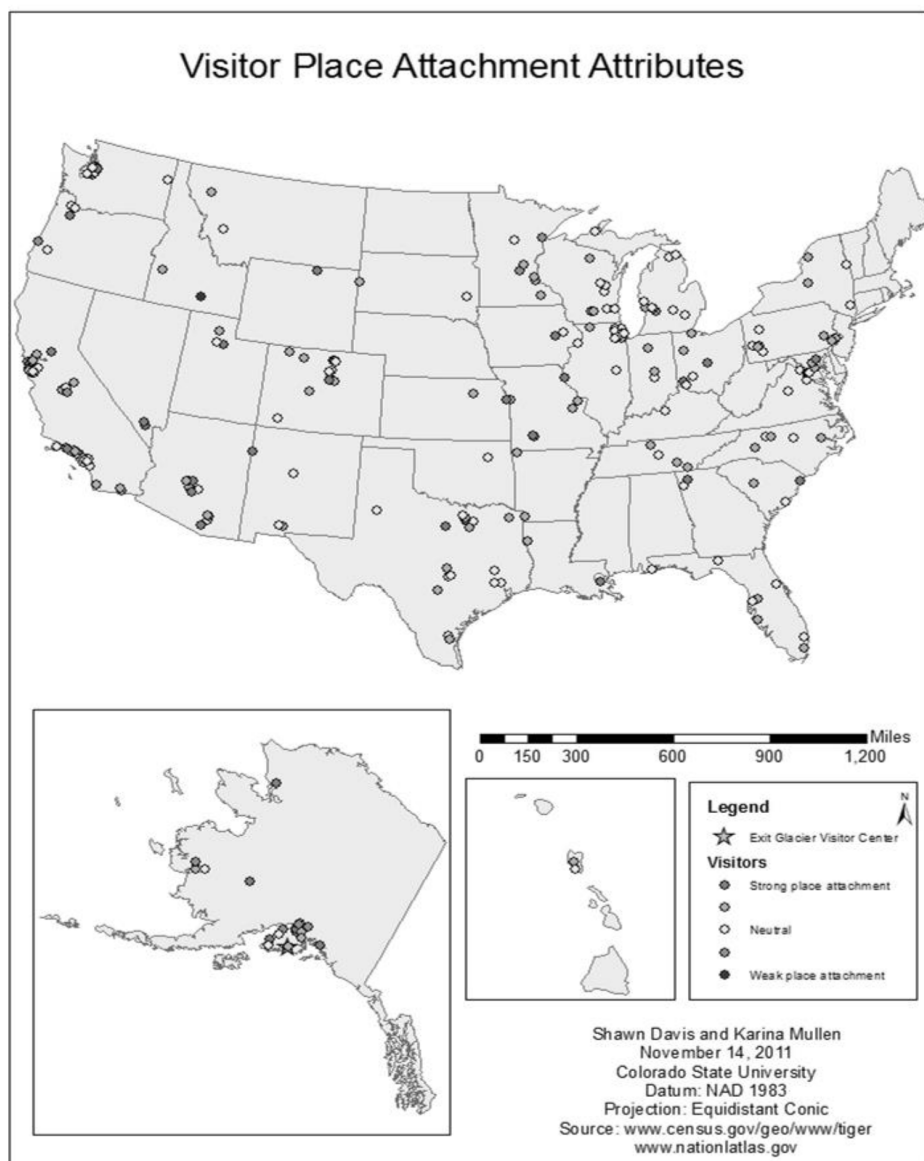 Visitor Place Attachment Attributes
Miles
0 150 300 600 900 1,200
Legend
N
Exit Glacier Visitor Center
Visitors
Strong place attachment
Neutral
Weak place attachment
Shawn Davis and Karina Mullen
November 14, 2011
Colorado State University
Datum: NAD 1983
Projection: Equidistant Conic
Source: www.census.gov/geo/www/tiger
www.nationlatlas.gov